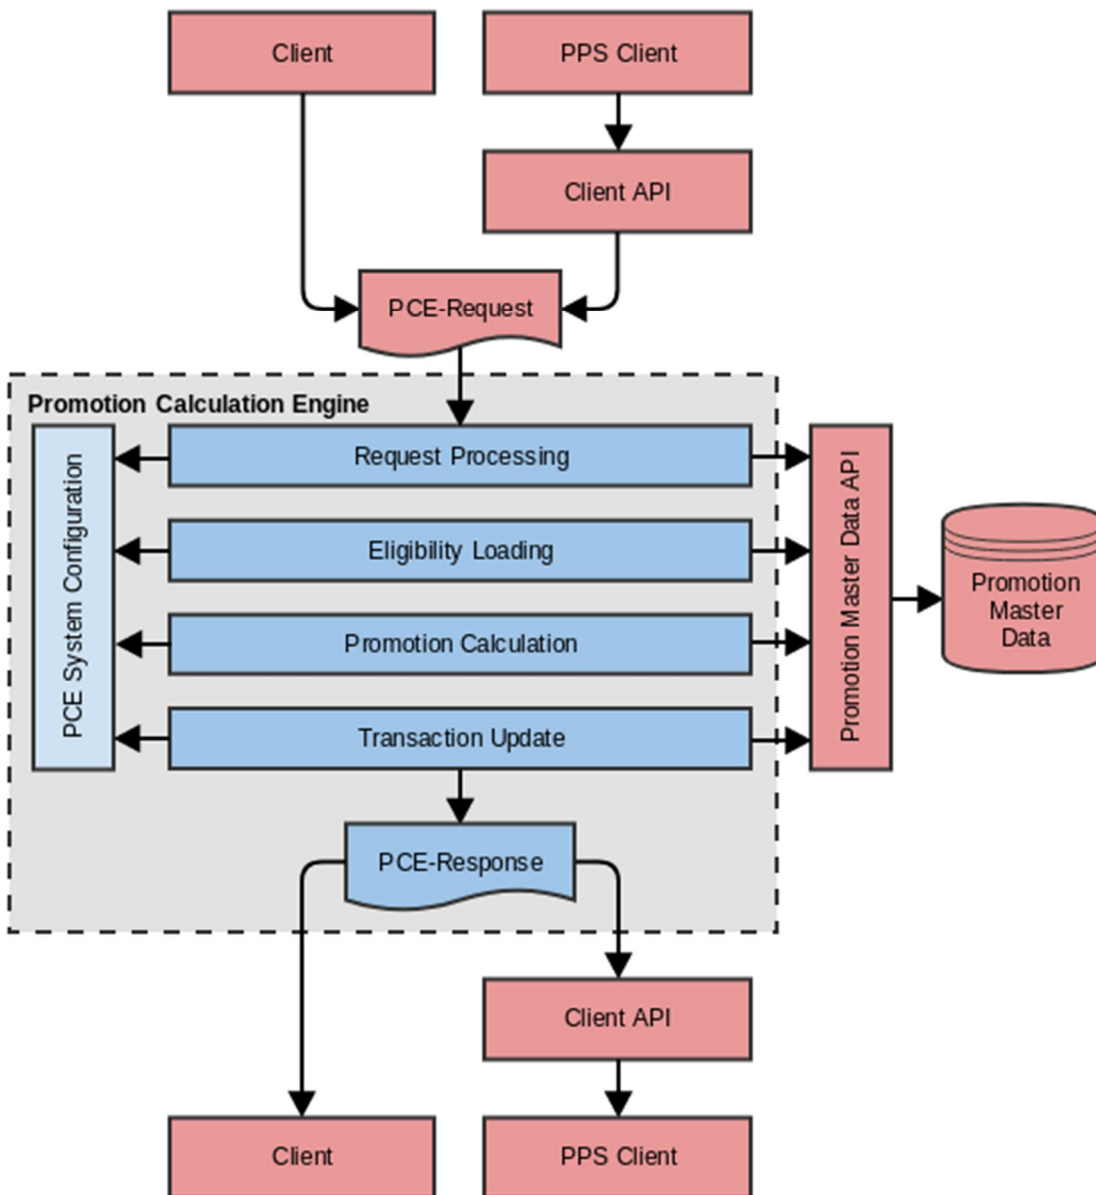 Client
PPS Client
Client API
PCE-Request
Promotion Calculation Engine
PCE System Configuration
Request Processing
Eligibility Loading
Promotion Calculation
Transaction Update
Promotion Master Data API
Promotion
Master
Data
PCE-Response
Client API
Client
PPS Client